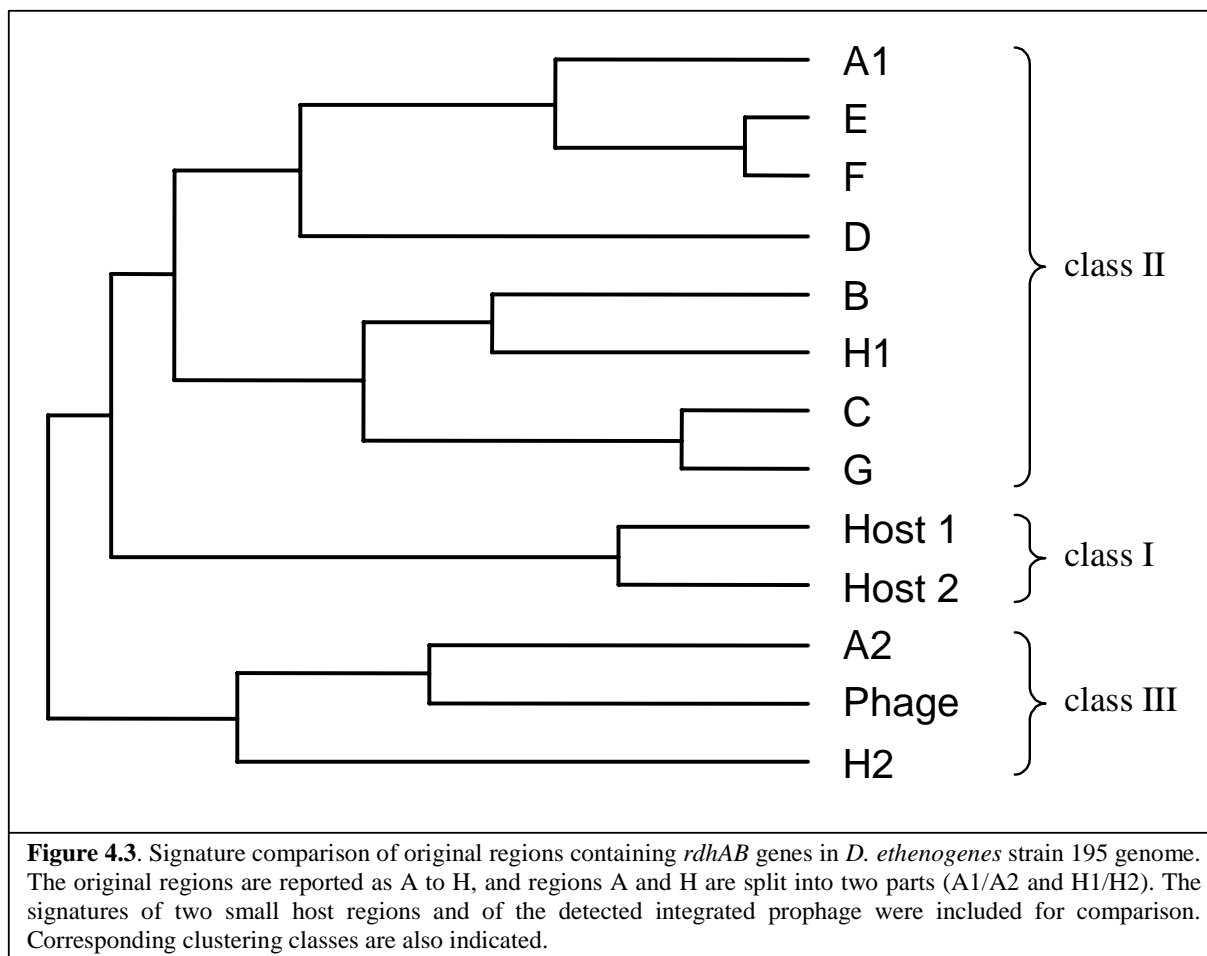 A1
E
F
D
B
H1
C
G
class II
Host 1
Host 2
class I
A2
Phage
H2
class III
Figure 4.3. Signature comparison of original regions containing rdhAB genes in D. ethenogenes strain 195 genome.
The original regions are reported as A to H, and regions A and H are split into two parts (A1/A2 and H1/H2). The
signatures of two small host regions and of the detected integrated prophage were included for comparison.
Corresponding clustering classes are also indicated.